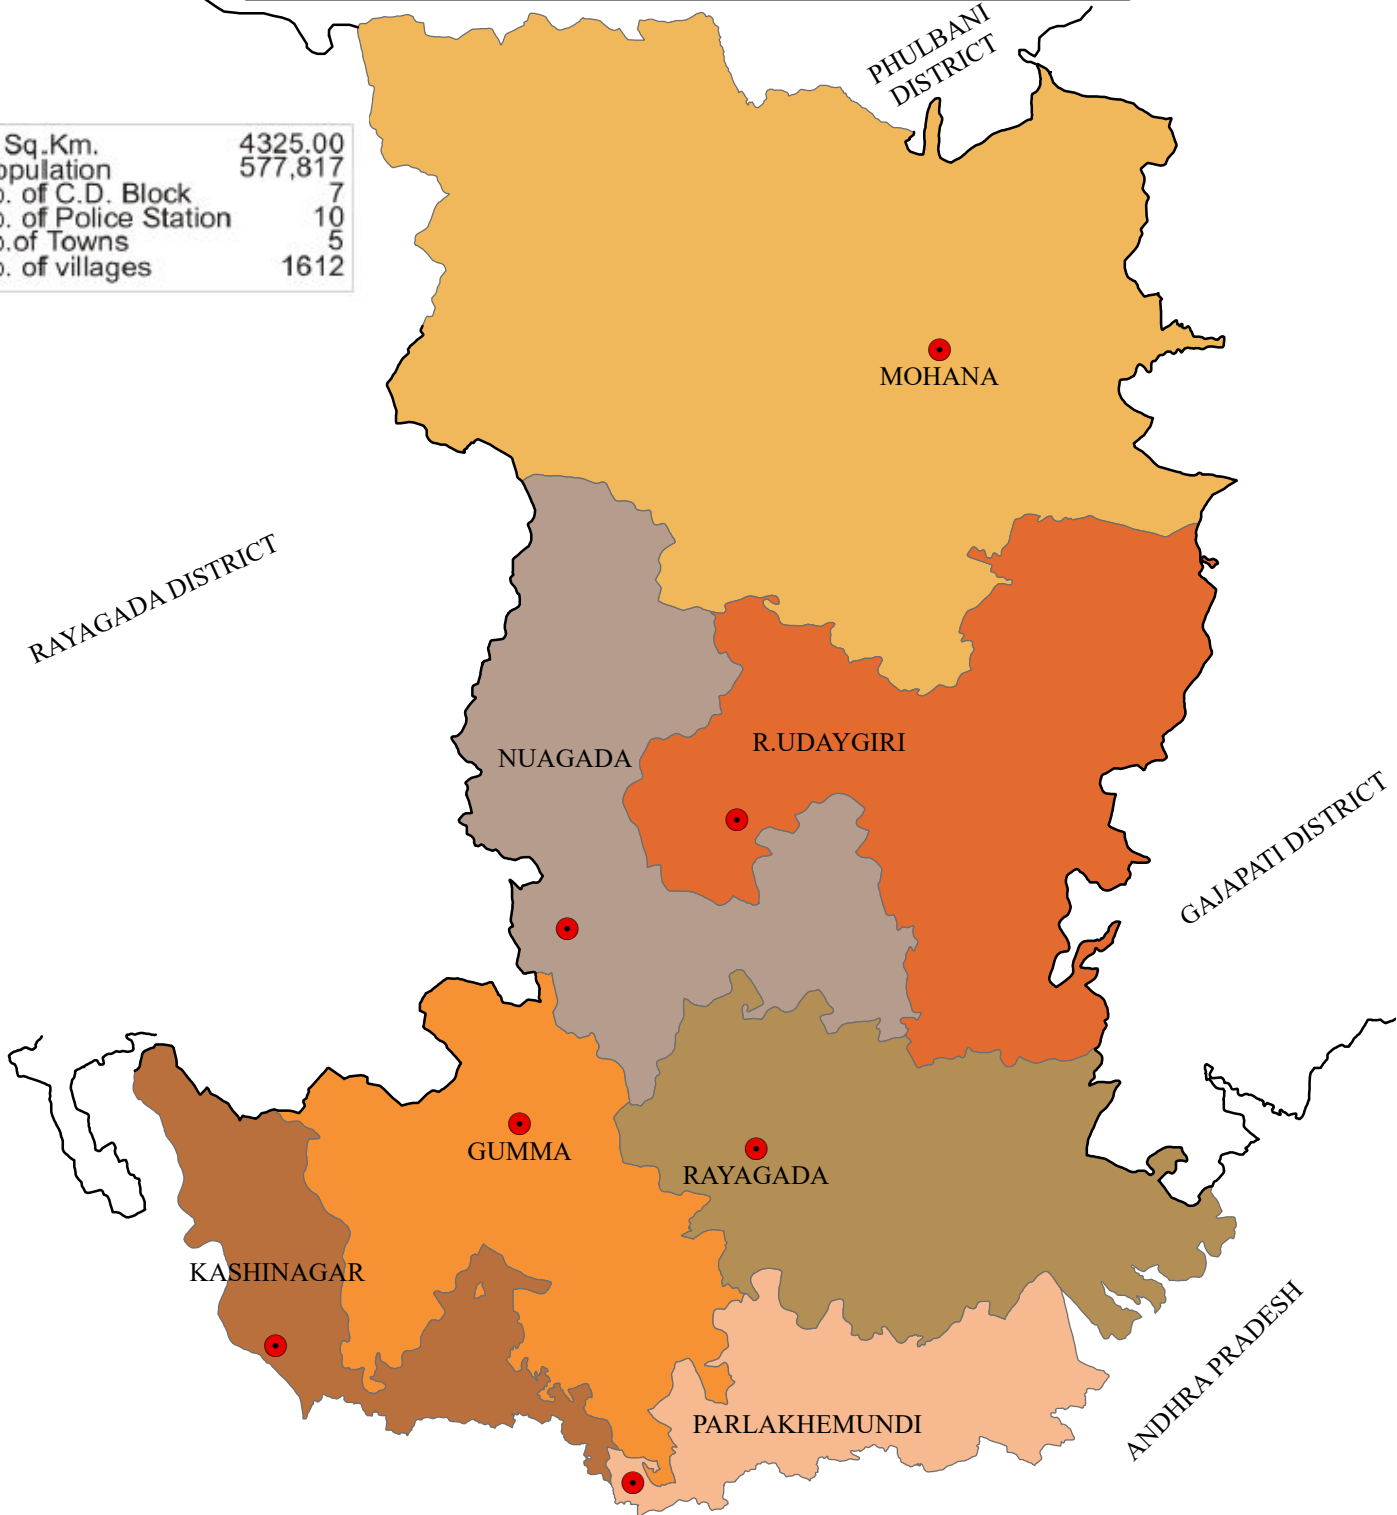 PHULBANI
DISTRICT
Sq.Km. 4325.00
opulation 577,817
o. of C.D. Block 7
o. of Police Station 10
o.of Towns 5
o. of villages 1612
MOHANA
RAYAGADA DISTRICT
NUAGADA
R.UDAYGIRI
GAJAPATI DISTRICT
GUMMA
RAYAGADA
KASHINAGAR
ANDHRA PRADESH
PARLAKHEMUNDI